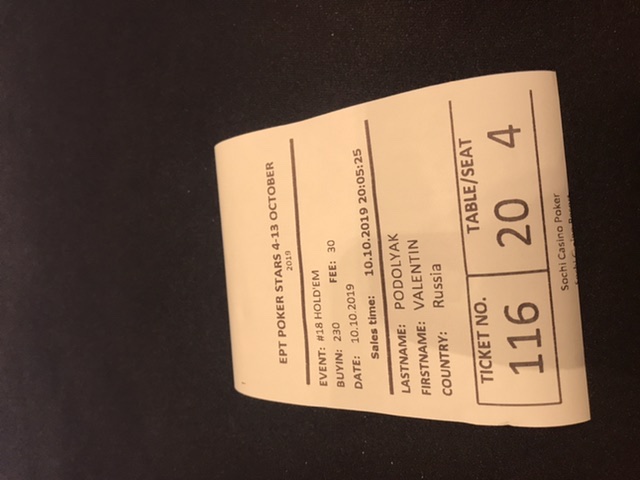 EPT POKER STARS 4-13 OCTOBER
2019
EVENT: #18 HOLD'EM
BUYIN: 230 FEE: 30
DATE: 10.10.2019
Sales time: 10.10.2019 20:05:25
LASTNAME: PODOLYAK
FIRSTNAME: VALENTIN
COUNTRY: Russia
TICKET NO. TABLE/SEAT
116 20 4
Sochi Casino Poker